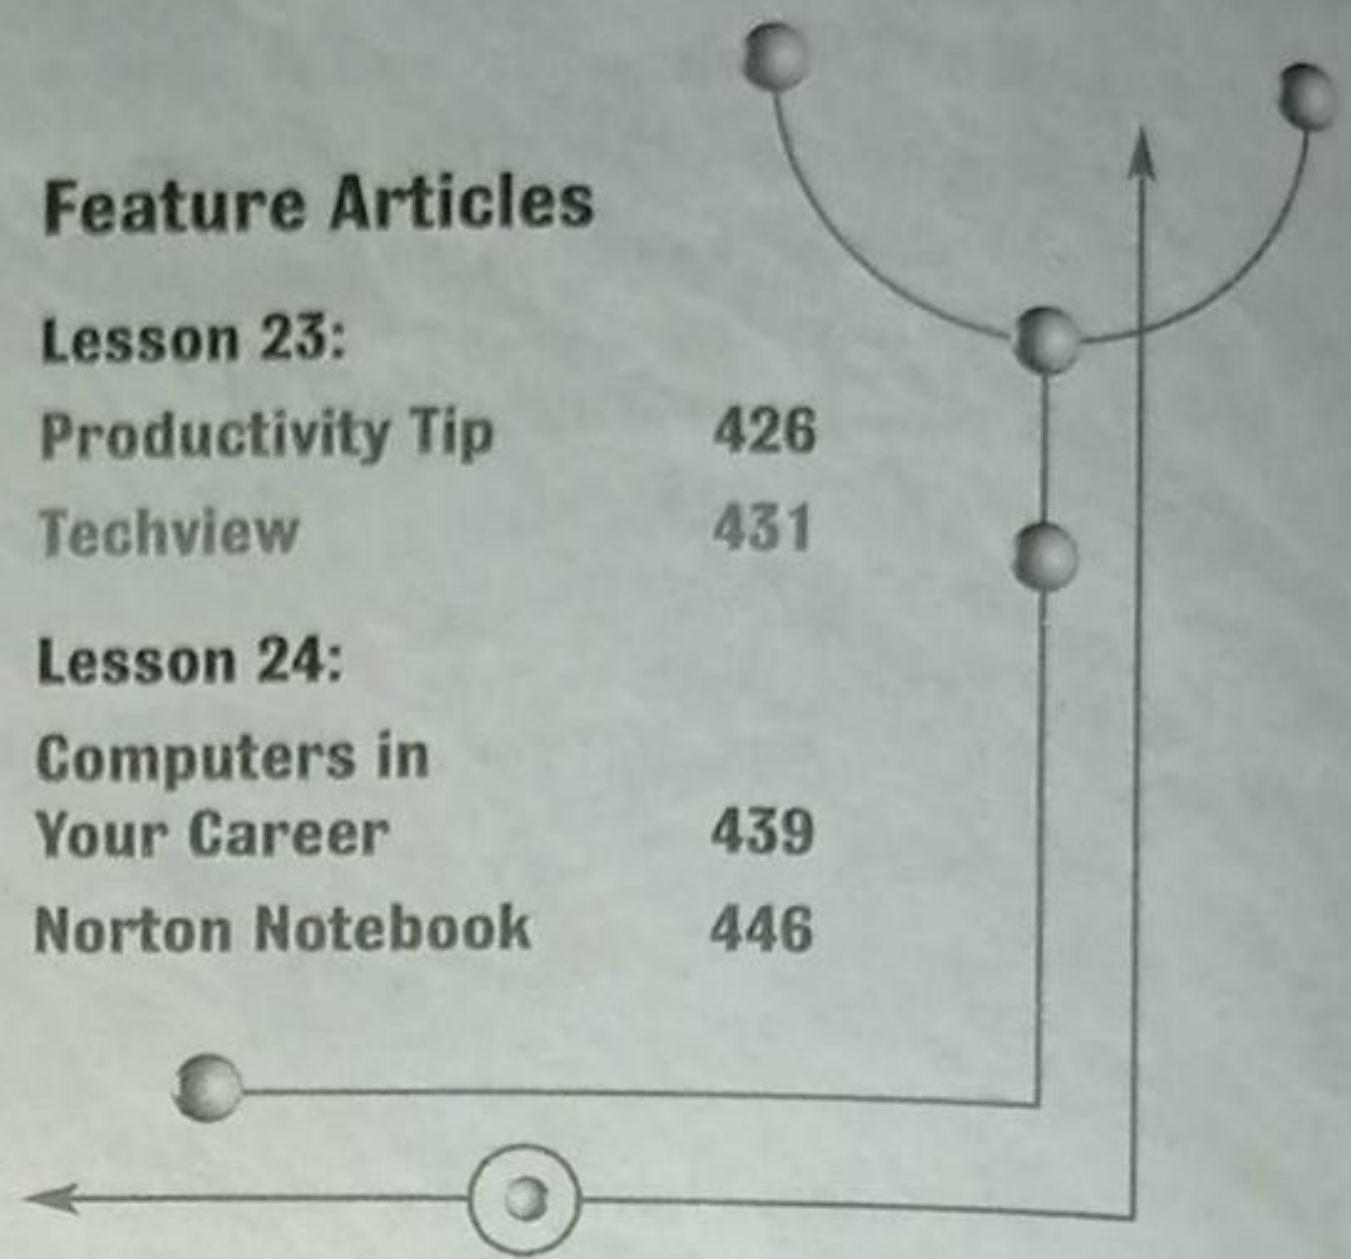 Feature Articles
Lesson 23:
Productivity Tip 426
Techview 431
Lesson 24:
Computers in
Your Career 439
Norton Notebook 446